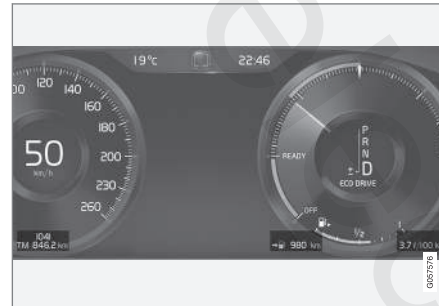 19°c
22:46
120
140
160
180
200
230
260
50
km/h
1041
TM 846.2 km
READY
OFF
P
R
N
± D
ECO DRIVE
1/2
980 km
3.7 l/100 k
G057576